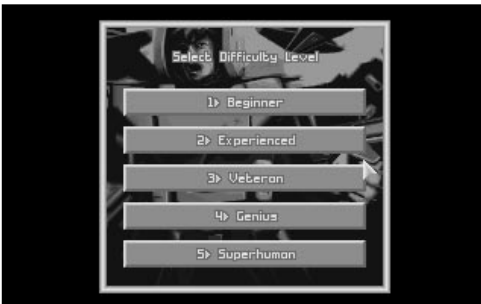 Select Difficulty Level
1> Beginner
2> Experienced
3> Veteran
4> Genius
5> Superhuman